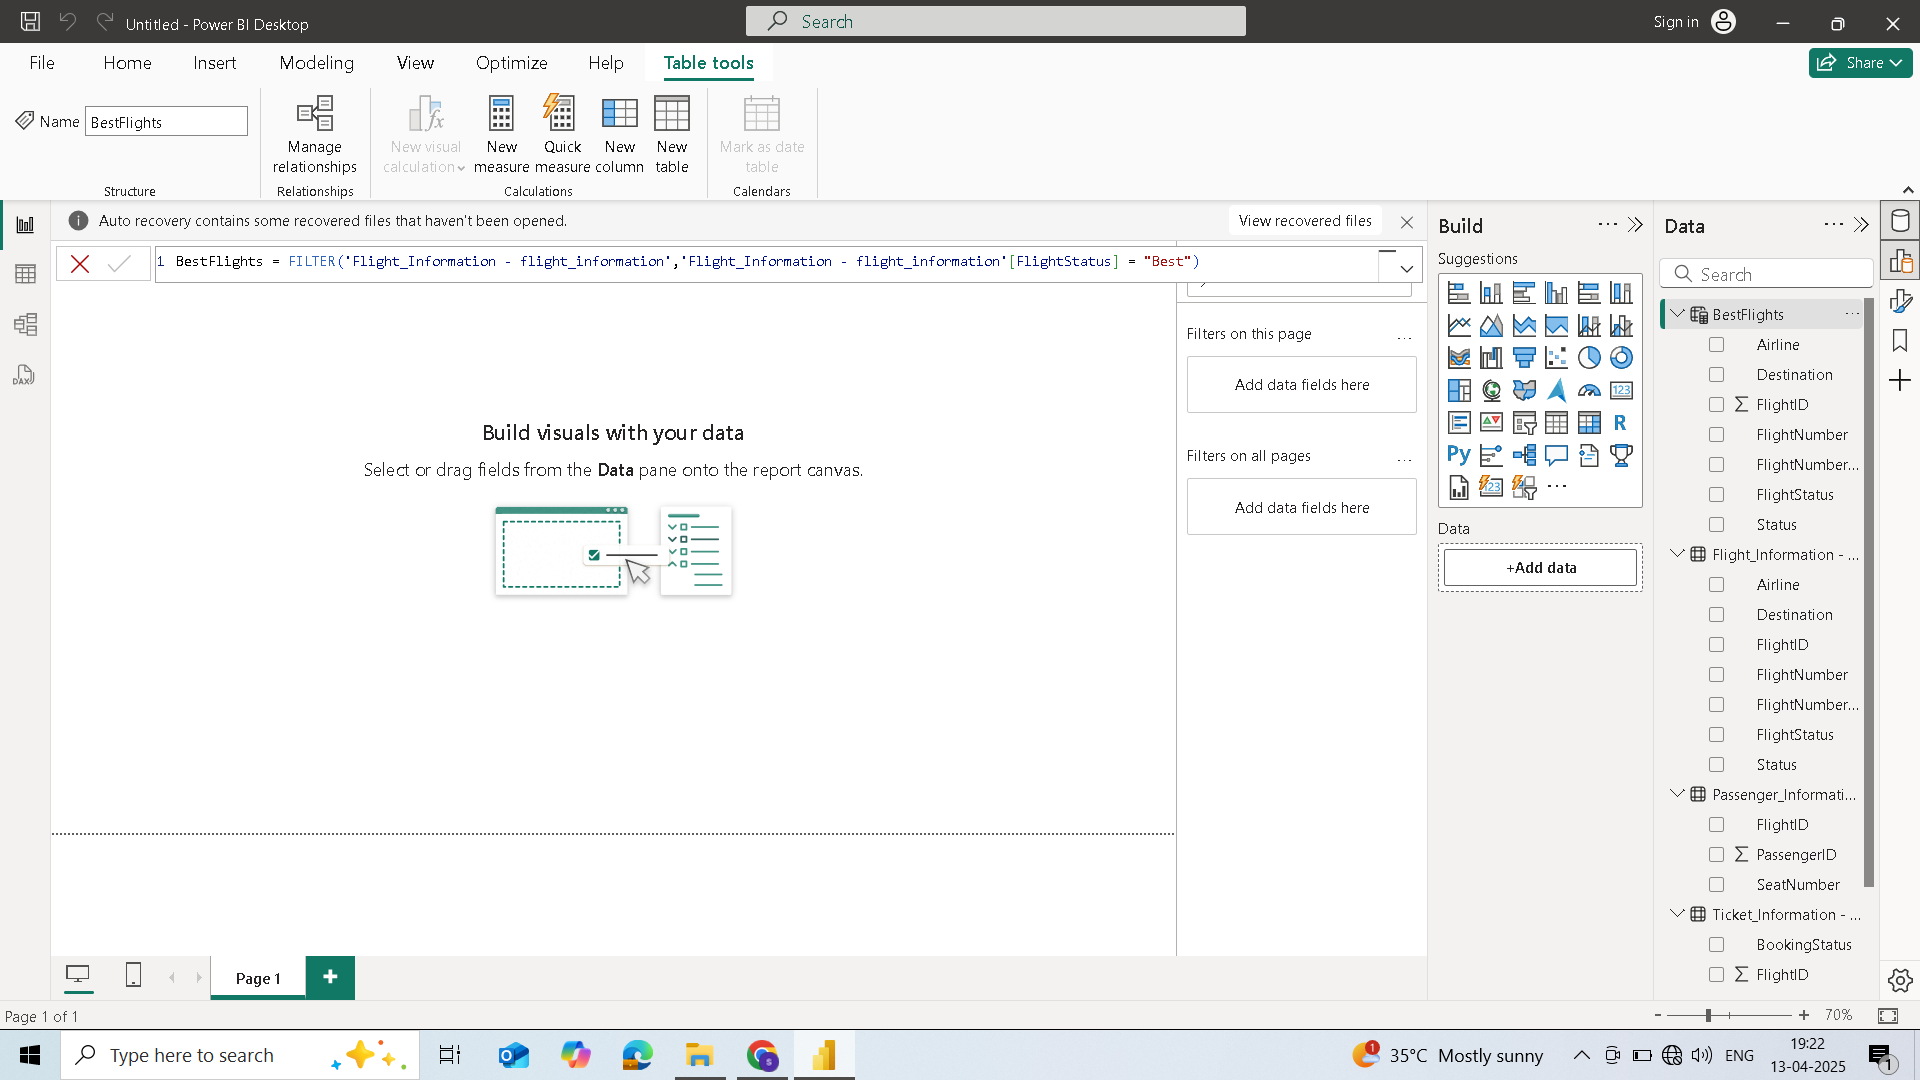 Untitled - Power BI Desktop
Search
Sign in
File
Home
Insert
Modeling
View
Optimize
Help
Table tools
Share
Name
BestFlights
Structure
Manage
relationships
Relationships
New visual
calculation
New
measure
Quick
measure
New
column
New
table
Calculations
Mark as date
table
Calendars
Auto recovery contains some recovered files that haven't been opened.
View recovered files
1 BestFlights = FILTER('Flight_Information - flight_information','Flight_Information - flight_information'[FlightStatus] = "Best")
Build visuals with your data
Select or drag fields from the Data pane onto the report canvas.
Filters on this page
...
Add data fields here
Filters on all pages
...
Add data fields here
Build
Suggestions
123
R
Py
123
Data
+Add data
Data
Search
BestFlights
Airline
Destination
FlightID
FlightNumber
FlightNumber...
FlightStatus
Status
Flight_Information - ...
Airline
Destination
FlightID
FlightNumber
FlightNumber...
FlightStatus
Status
Passenger_Informati...
FlightID
PassengerID
SeatNumber
Ticket_Information - ...
BookingStatus
FlightID
DAX
Page 1
Page 1 of 1
70%
Type here to search
1
35°C Mostly sunny
ENG
19:22
13-04-2025
1